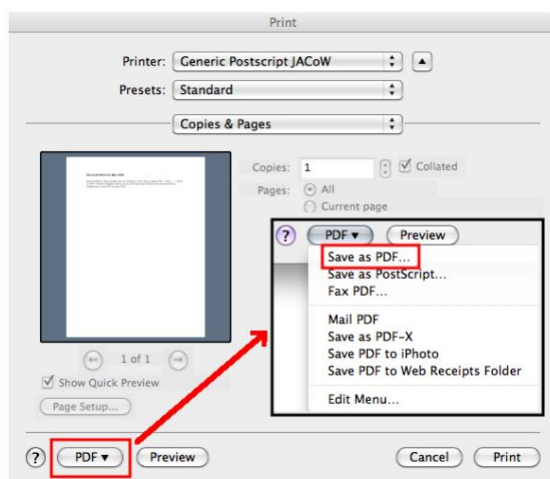 Print
Printer: Generic Postscript JACoW
Presets: Standard
Copies & Pages
Copies: 1 Collated
Pages: All
Current page
? PDF ▾ Preview
Save as PDF...
Save as PostScript...
Fax PDF...
Mail PDF
Save as PDF-X
Save PDF to iPhoto
Save PDF to Web Receipts Folder
Edit Menu...
1 of 1
Show Quick Preview
Page Setup...
? PDF ▾ Preview Cancel Print